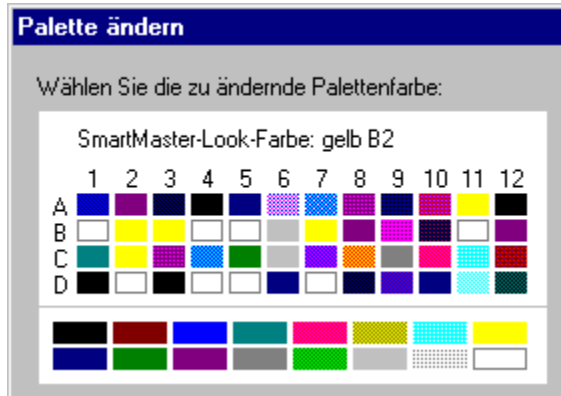 Palette ändern
Wählen Sie die zu ändernde Palettenfarbe:
SmartMaster-Look-Farbe: gelb B2
1 2 3 4 5 6 7 8 9 10 11 12
A
B
C
D